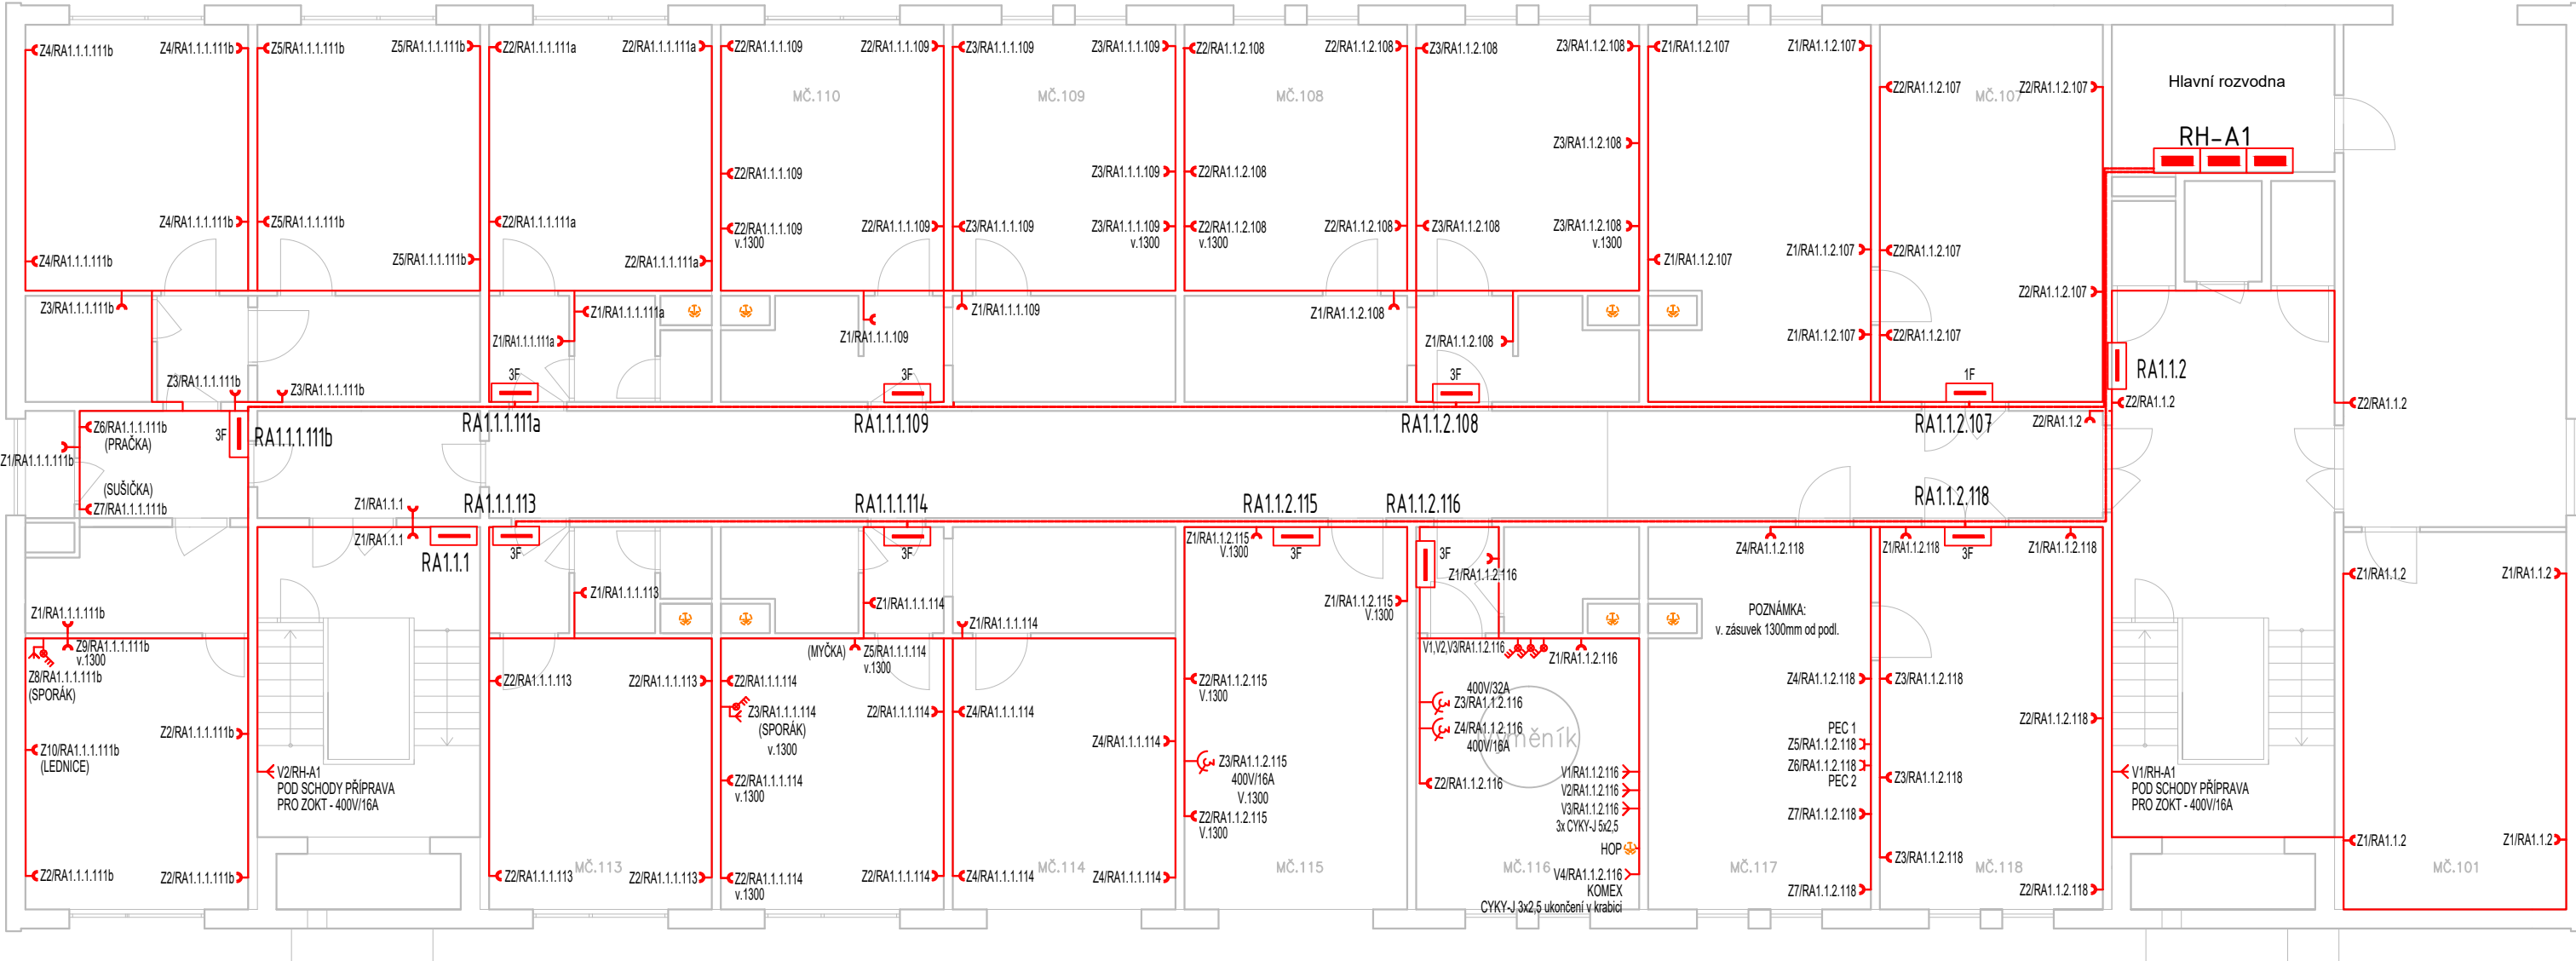 Z4/RA1.1.1.111b Z4/RA1.1.1.111b Z5/RA1.1.1.111b Z5/RA1.1.1.111b Z2/RA1.1.1.111a Z2/RA1.1.1.111a Z2/RA1.1.1.109 Z2/RA1.1.1.109 Z3/RA1.1.1.109 Z3/RA1.1.1.109 Z2/RA1.1.2.108 Z2/RA1.1.2.108 Z3/RA1.1.2.108 Z3/RA1.1.2.108 Z1/RA1.1.2.107 Z1/RA1.1.2.107
Hlavní rozvodna
Z2/RA1.1.2.107 Z2/RA1.1.2.107
MČ.110 MČ.109 MČ.108 MČ.107
RH-A1
Z3/RA1.1.2.108
Z2/RA1.1.1.109 Z3/RA1.1.1.109 Z2/RA1.1.2.108
Z4/RA1.1.1.111b Z5/RA1.1.1.111b Z2/RA1.1.1.111a Z2/RA1.1.1.109 Z2/RA1.1.1.109 Z3/RA1.1.1.109 Z3/RA1.1.1.109 Z2/RA1.1.2.108 Z2/RA1.1.2.108 Z3/RA1.1.2.108 Z3/RA1.1.2.108
v.1300 v.1300 v.1300 v.1300
Z1/RA1.1.2.107 Z2/RA1.1.2.107
Z4/RA1.1.1.111b Z5/RA1.1.1.111b Z2/RA1.1.1.111a Z1/RA1.1.2.107
Z2/RA1.1.2.107
Z3/RA1.1.1.111b Z1/RA1.1.1.111a Z1/RA1.1.1.109 Z1/RA1.1.2.108
Z1/RA1.1.1.111a Z1/RA1.1.1.109 Z1/RA1.1.2.108 Z1/RA1.1.2.107 Z2/RA1.1.2.107
RA1.1.2
3F 3F 3F 1F
Z3/RA1.1.1.111b Z3/RA1.1.1.111b
Z2/RA1.1.2 Z2/RA1.1.2
Z2/RA1.1.2
RA1.1.1.111a RA1.1.1.109 RA1.1.2.108 RA1.1.2.107
Z6/RA1.1.1.111b
(PRAČKA)
3F RA1.1.1.111b
Z1/RA1.1.1.111b
(SUŠIČKA)
Z7/RA1.1.1.111b
Z1/RA1.1.1
RA1.1.1.113 RA1.1.1.114 RA1.1.2.115 RA1.1.2.116 RA1.1.2.118
Z1/RA1.1.1
RA1.1.1
3F 3F 3F 3F 3F
Z1/RA1.1.2.115
V.1300
Z4/RA1.1.2.118 Z1/RA1.1.2.118 Z1/RA1.1.2.118
Z1/RA1.1.2.116
Z1/RA1.1.2 Z1/RA1.1.2
Z1/RA1.1.1.113 Z1/RA1.1.1.114
Z1/RA1.1.2.115
V.1300
POZNÁMKA:
v. zásuvek 1300mm od podl.
Z1/RA1.1.1.111b
Z1/RA1.1.1.114
Z9/RA1.1.1.111b
v.1300
(MYČKA) Z5/RA1.1.1.114
v.1300
V1,V2,V3/RA1.1.2.116
Z1/RA1.1.2.116
Z8/RA1.1.1.111b
(SPORÁK)
Z2/RA1.1.1.113 Z2/RA1.1.1.113 Z2/RA1.1.1.114
Z2/RA1.1.2.115
V.1300
Z4/RA1.1.2.118 Z3/RA1.1.2.118
400V/32A
Z3/RA1.1.2.116
Z4/RA1.1.2.116
400V/16A
výměník
Z3/RA1.1.1.114
(SPORÁK)
v.1300
Z2/RA1.1.1.114 Z4/RA1.1.1.114
Z2/RA1.1.2.118
Z2/RA1.1.1.111b
Z4/RA1.1.1.114
PEC 1
Z5/RA1.1.2.118
Z6/RA1.1.2.118
PEC 2
Z10/RA1.1.1.111b
(LEDNICE)
V2/RH-A1
POD SCHODY PŘÍPRAVA
PRO ZOKT - 400V/16A
Z2/RA1.1.1.114
v.1300
Z3/RA1.1.2.115
400V/16A
V.1300
Z2/RA1.1.2.116
V1/RA1.1.2.116
V2/RA1.1.2.116
V3/RA1.1.2.116
3x CYKY-J 5x2,5
Z3/RA1.1.2.118
V1/RH-A1
POD SCHODY PŘÍPRAVA
PRO ZOKT - 400V/16A
Z2/RA1.1.2.115
V.1300
Z7/RA1.1.2.118
HOP
Z1/RA1.1.2 Z1/RA1.1.2
Z3/RA1.1.2.118
MČ.113 MČ.114 MČ.115 MČ.116 MČ.117 MČ.118 MČ.101
Z2/RA1.1.1.111b Z2/RA1.1.1.111b Z2/RA1.1.1.113 Z2/RA1.1.1.113 Z2/RA1.1.1.114 Z2/RA1.1.1.114 Z4/RA1.1.1.114 Z4/RA1.1.1.114
v.1300
V4/RA1.1.2.116
KOMEX
CYKY-J 3x2,5 ukončení v krabici
Z7/RA1.1.2.118 Z2/RA1.1.2.118